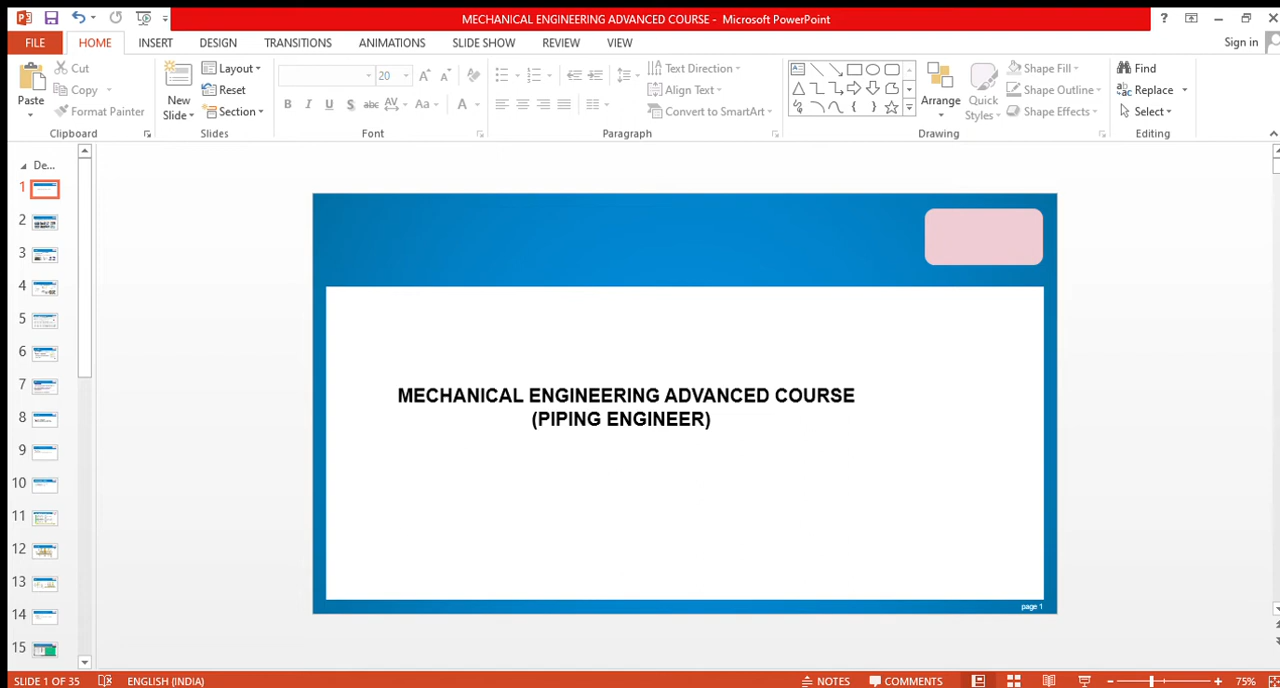 MECHANICAL ENGINEERING ADVANCED COURSE - Microsoft PowerPoint
FILE HOME INSERT DESIGN TRANSITIONS ANIMATIONS SLIDE SHOW REVIEW VIEW Sign in
Paste
Cut
Copy
Format Painter
Clipboard
New Slide
Layout
Reset
Section
Slides
20
B I U S abc AV Aa A
Font
Text Direction
Align Text
Convert to SmartArt
Paragraph
Arrange
Quick Styles
Shape Fill
Shape Outline
Shape Effects
Drawing
Find
Replace
Select
Editing
De...
1
2
3
4
5
6
7
8
9
10
11
12
13
14
15
MECHANICAL ENGINEERING ADVANCED COURSE
(PIPING ENGINEER)
page 1
SLIDE 1 OF 35 ENGLISH (INDIA) NOTES COMMENTS 75%